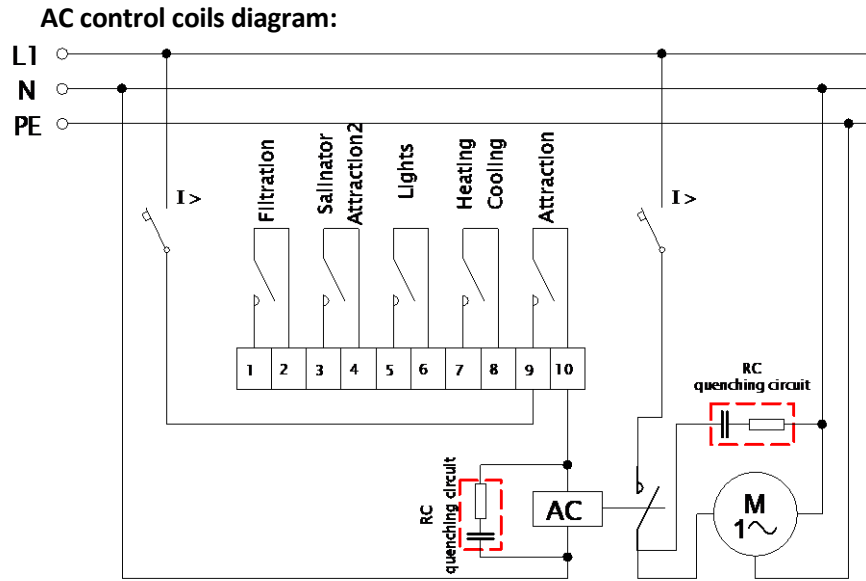 AC control coils diagram:
L1
N
PE
I >
I >
Filtration
Salinator
Attraction2
Lights
Heating
Cooling
Attraction
1 2 3 4 5 6 7 8 9 10
RC
quenching circuit
RC
quenching circuit
AC
M
1~